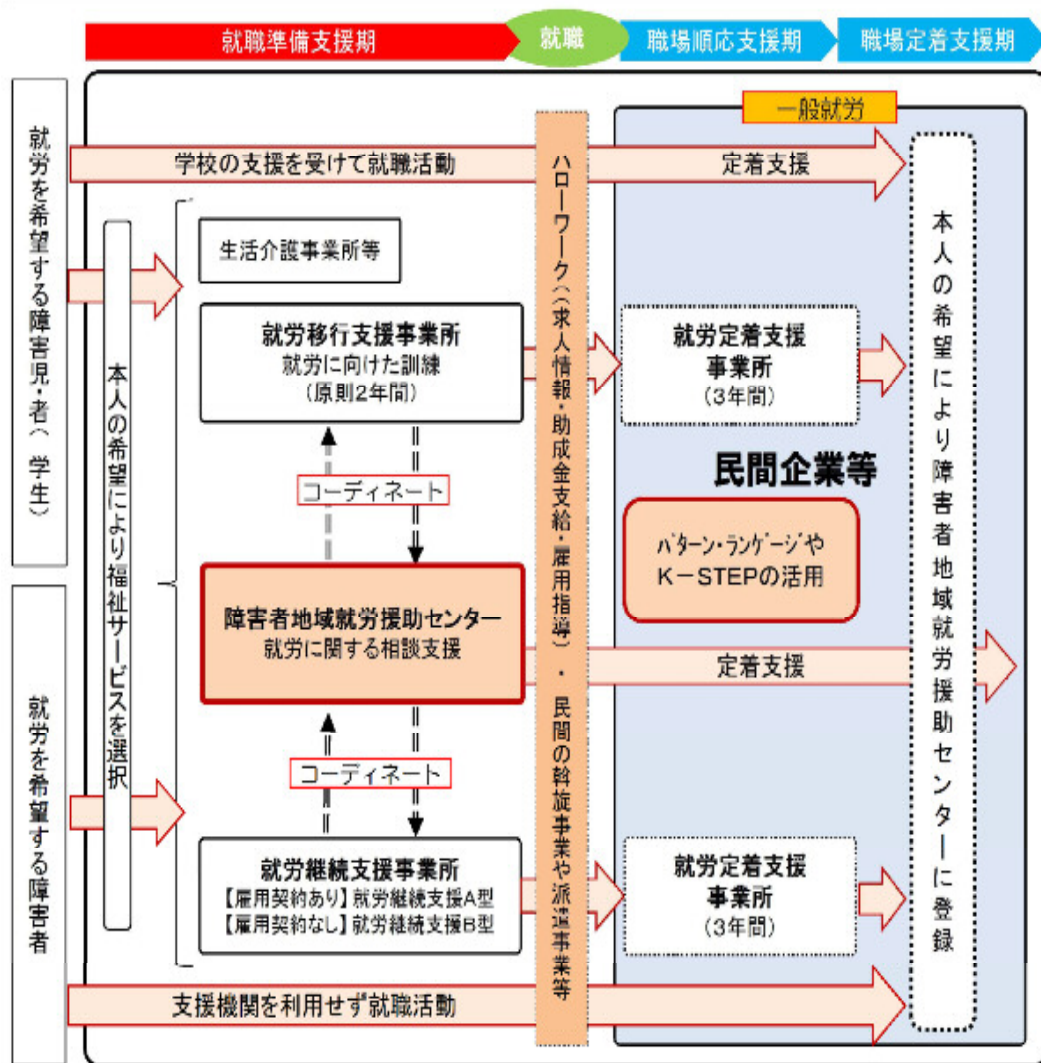 就職準備支援期
就職
職場順応支援期
職場定着支援期
就労を希望する障害児・者(学生)
就労を希望する障害者
本人の希望により福祉サービスを選択
一般就労
学校の支援を受けて就職活動
定着支援
生活介護事業所等
就労移行支援事業所
就労に向けた訓練
(原則2年間)
コーディネート
障害者地域就労援助センター
就労に関する相談支援
コーディネート
就労継続支援事業所
【雇用契約あり】就労継続支援A型
【雇用契約なし】就労継続支援B型
支援機関を利用せず就職活動
ハローワーク((求人情報・助成金支給・雇用指導)・民間の斡旋事業や派遣事業等
就労定着支援
事業所
(3年間)
民間企業等
パターン・ランゲージや
K-STEPの活用
定着支援
就労定着支援
事業所
(3年間)
本人の希望により障害者地域就労援助センターに登録